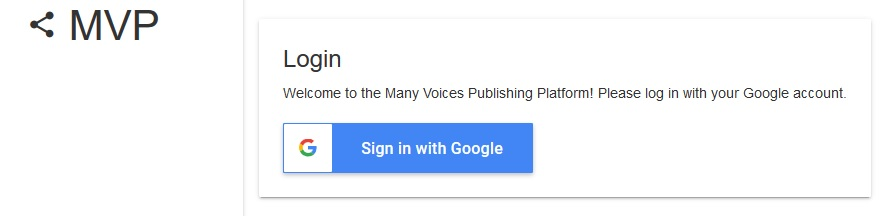 MVP
Login
Welcome to the Many Voices Publishing Platform! Please log in with your Google account.
Sign in with Google